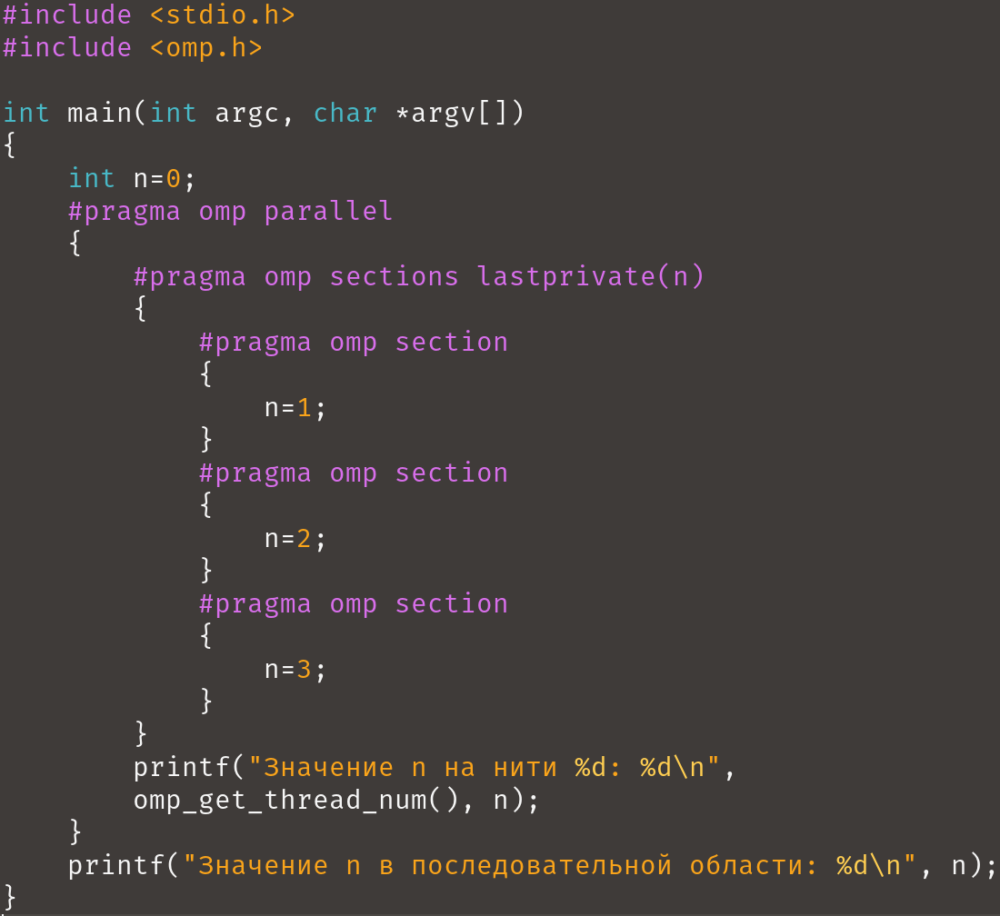 #include <stdio.h>
#include <omp.h>

int main(int argc, char *argv[])
{
    int n=0;
    #pragma omp parallel
    {
        #pragma omp sections lastprivate(n)
        {
            #pragma omp section
            {
                n=1;
            }
            #pragma omp section
            {
                n=2;
            }
            #pragma omp section
            {
                n=3;
            }
        }
        printf("Значение n на нити %d: %d\n",
        omp_get_thread_num(), n);
    }
    printf("Значение n в последовательной области: %d\n", n);
}